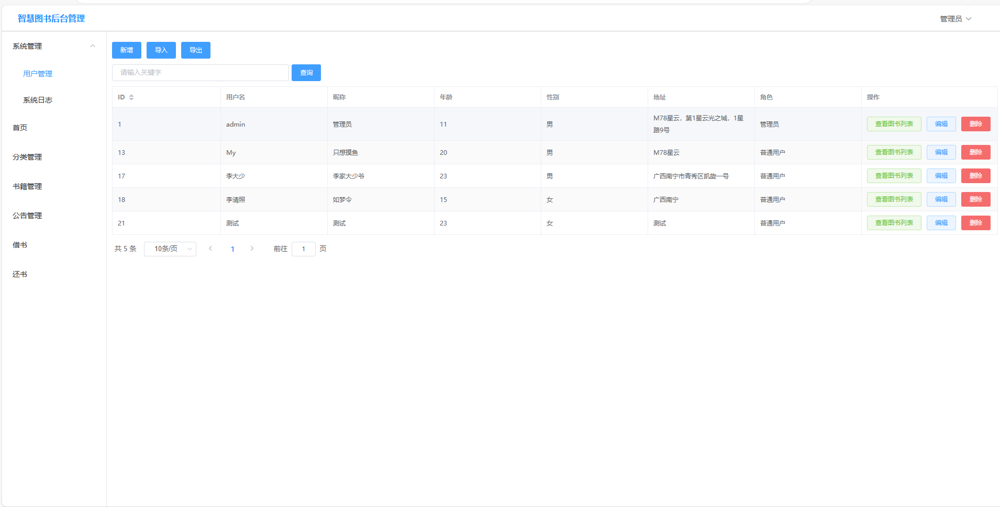 智慧图书后台管理
管理员
系统管理
用户管理
系统日志
首页
分类管理
书籍管理
公告管理
借书
还书
新增 导入 导出
请输入关键字 查询
ID 用户名 昵称 年龄 性别 地址 角色 操作
1 admin 管理员 11 男 M78星云，第1星云光之城，1星
路9号 管理员 查看图书列表 编辑 删除
13 My 只想摸鱼 20 男 M78星云 普通用户 查看图书列表 编辑 删除
17 李大少 李家大少爷 23 男 广西南宁市青秀区凯旋一号 普通用户 查看图书列表 编辑 删除
18 李清照 如梦令 15 女 广西南宁 普通用户 查看图书列表 编辑 删除
21 测试 测试 23 女 测试 普通用户 查看图书列表 编辑 删除
共 5 条 10条/页 1 前往 1 页